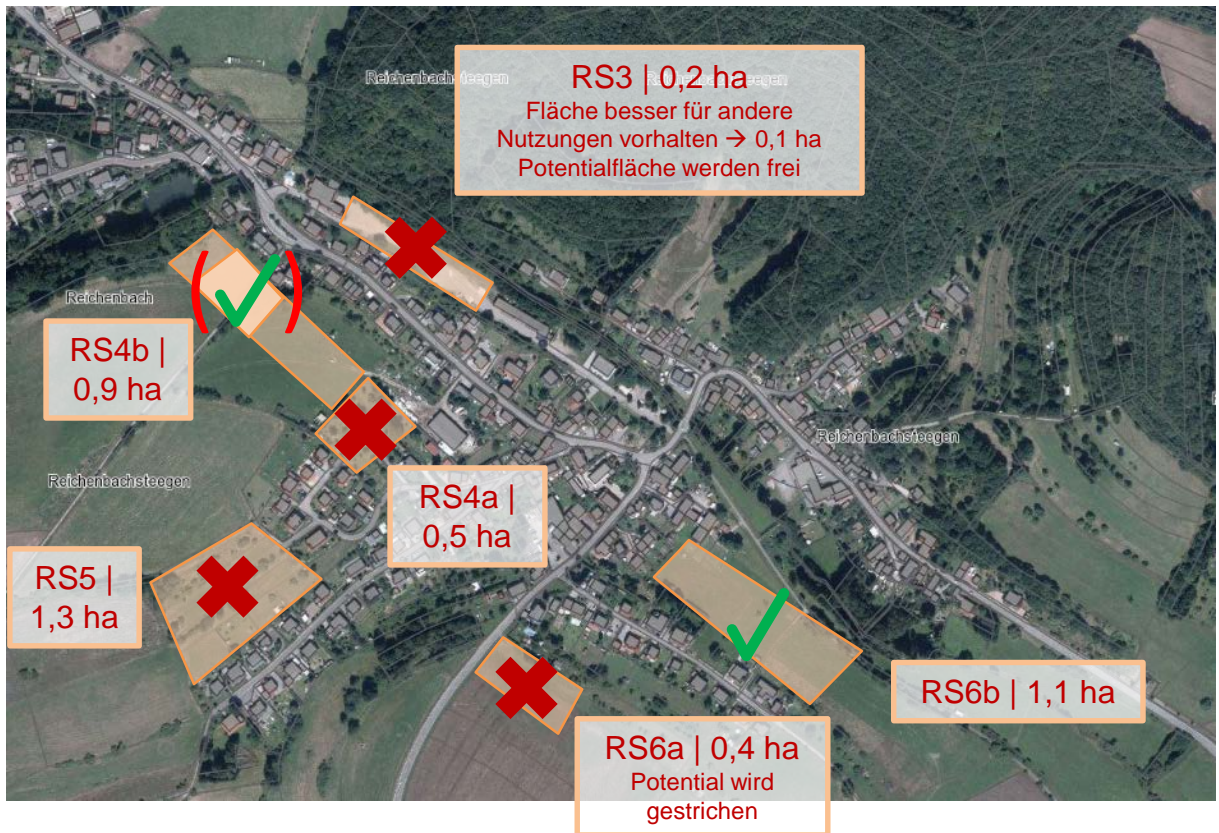 Reichenbachsteegen
Reichenbachsteegen
RS3 | 0,2 ha
Fläche besser für andere
Nutzungen vorhalten → 0,1 ha
Potentialfläche werden frei
Reichenbach
RS4b |
0,9 ha
Reichenbachsteegen
Reichenbachsteegen
RS4a |
0,5 ha
RS5 |
1,3 ha
RS6b | 1,1 ha
RS6a | 0,4 ha
Potential wird
gestrichen